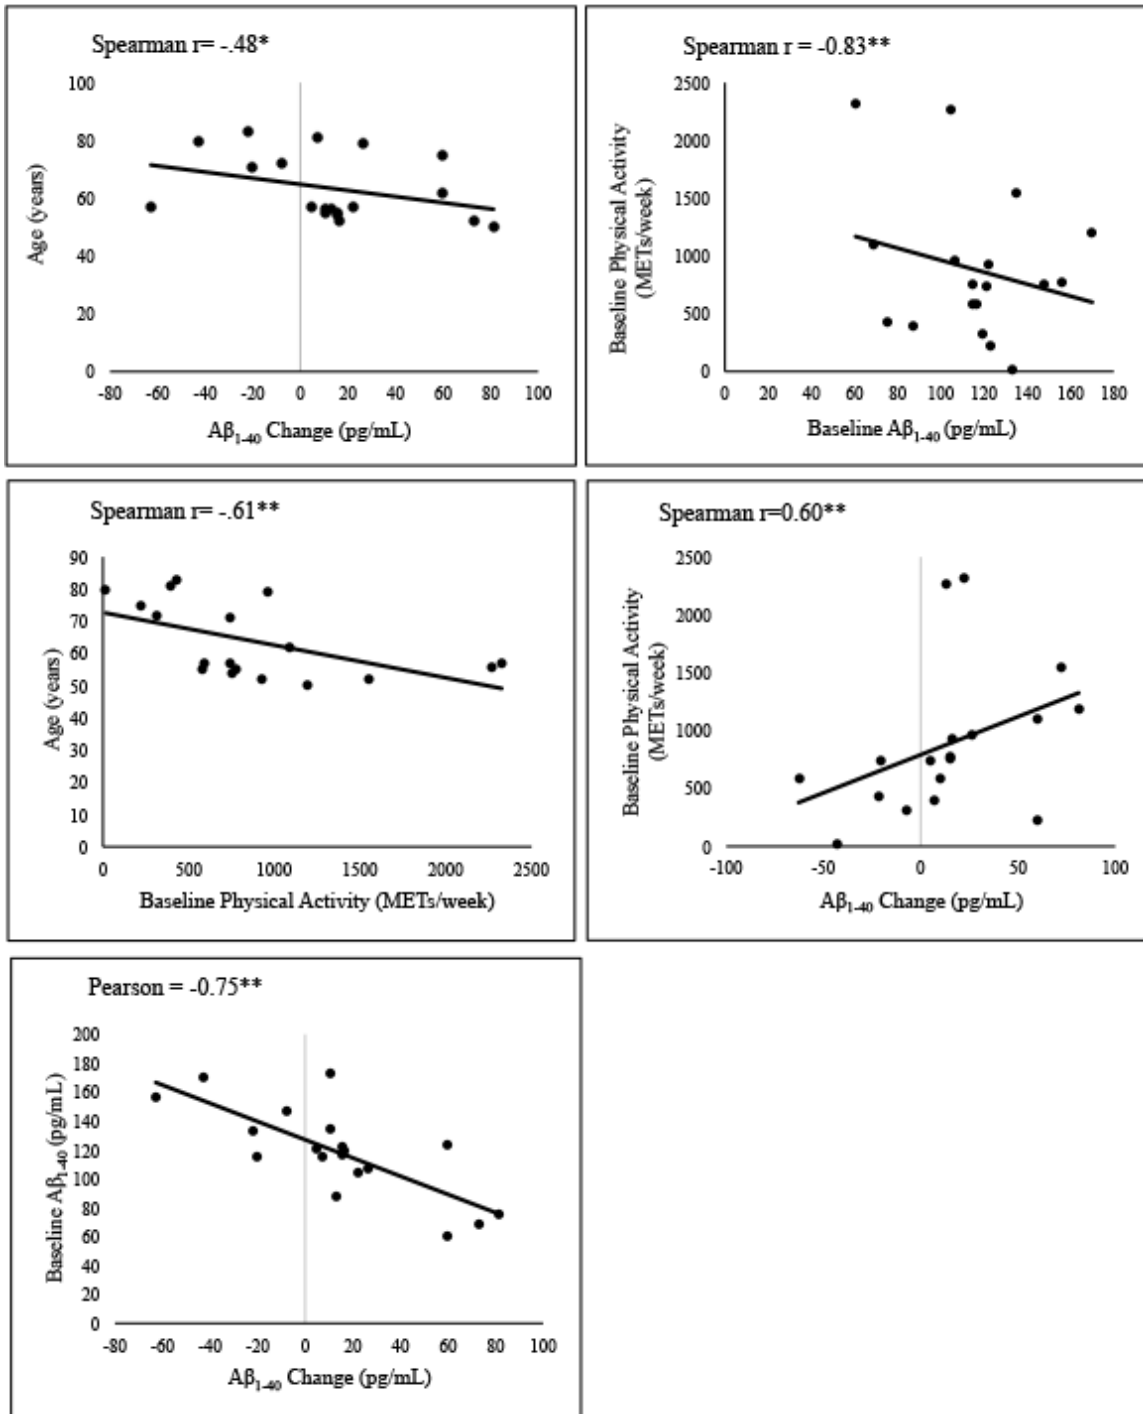 Spearman r= -.48*
100
80
60
40
20
0
Age (years)
-80 -60 -40 -20 0 20 40 60 80 100
Aβ1-40 Change (pg/mL)
Spearman r = -0.83**
2500
2000
1500
1000
500
0
Baseline Physical Activity
(METs/week)
0 20 40 60 80 100 120 140 160 180
Baseline Aβ1-40 (pg/mL)
Spearman r= -.61**
90
80
70
60
50
40
30
20
10
0
Age (years)
0 500 1000 1500 2000 2500
Baseline Physical Activity (METs/week)
Spearman r=0.60**
2500
2000
1500
1000
500
0
Baseline Physical Activity
(METs/week)
-100 -50 0 50 100
Aβ1-40 Change (pg/mL)
Pearson = -0.75**
200
180
160
140
120
100
80
60
40
20
0
Baseline Aβ1-40 (pg/mL)
-80 -60 -40 -20 0 20 40 60 80 100
Aβ1-40 Change (pg/mL)